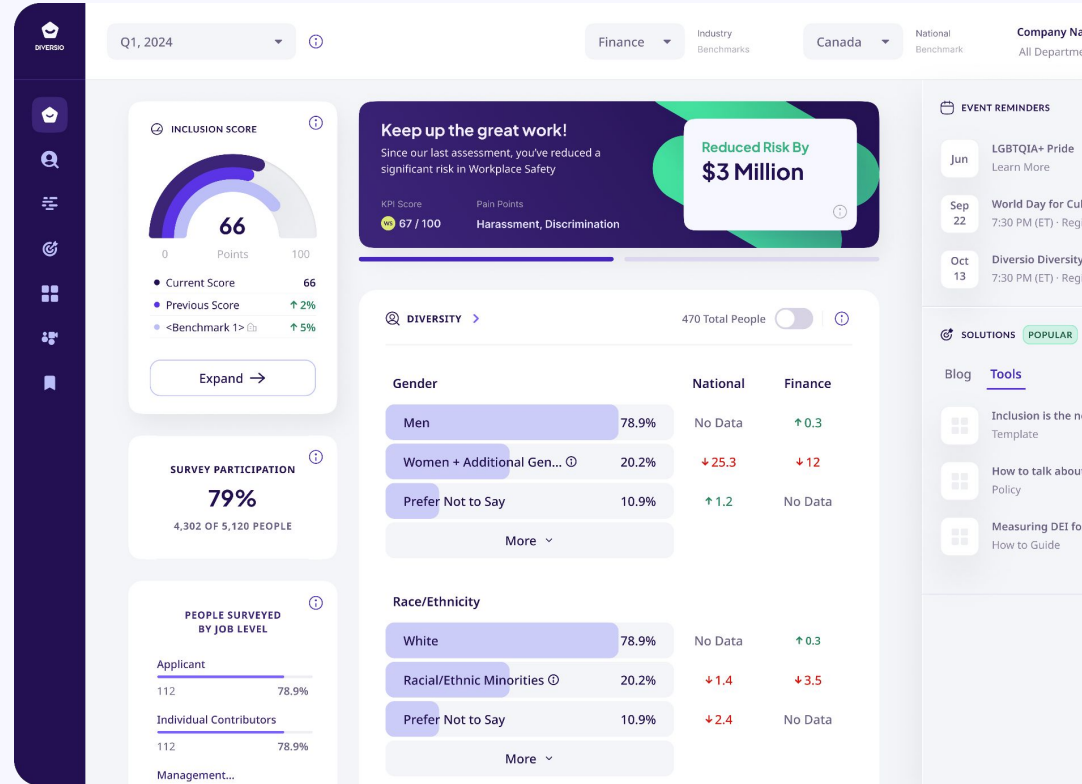 DIVERSIO
Q1, 2024
Finance
Industry
Benchmarks
Canada
National
Benchmark
Company Na
All Departme
INCLUSION SCORE
66
0 Points 100
Current Score 66
Previous Score ↑ 2%
<Benchmark 1> ↑ 5%
Expand →
SURVEY PARTICIPATION
79%
4,302 OF 5,120 PEOPLE
PEOPLE SURVEYED
BY JOB LEVEL
Applicant
112 78.9%
Individual Contributors
112 78.9%
Management...
Keep up the great work!
Since our last assessment, you've reduced a
significant risk in Workplace Safety
KPI Score Pain Points
WS 67 / 100 Harassment, Discrimination
Reduced Risk By
$3 Million
DIVERSITY
470 Total People
Gender National Finance
Men 78.9% No Data ↑ 0.3
Women + Additional Gen... 20.2% ↓ 25.3 ↓ 12
Prefer Not to Say 10.9% ↑ 1.2 No Data
More
Race/Ethnicity
White 78.9% No Data ↑ 0.3
Racial/Ethnic Minorities 20.2% ↓ 1.4 ↓ 3.5
Prefer Not to Say 10.9% ↓ 2.4 No Data
More
EVENT REMINDERS
Jun
LGBTQIA+ Pride
Learn More
Sep
22
World Day for Cul
7:30 PM (ET) · Reg
Oct
13
Diversio Diversity
7:30 PM (ET) · Reg
SOLUTIONS POPULAR
Blog Tools
Inclusion is the ne
Template
How to talk about
Policy
Measuring DEI fo
How to Guide